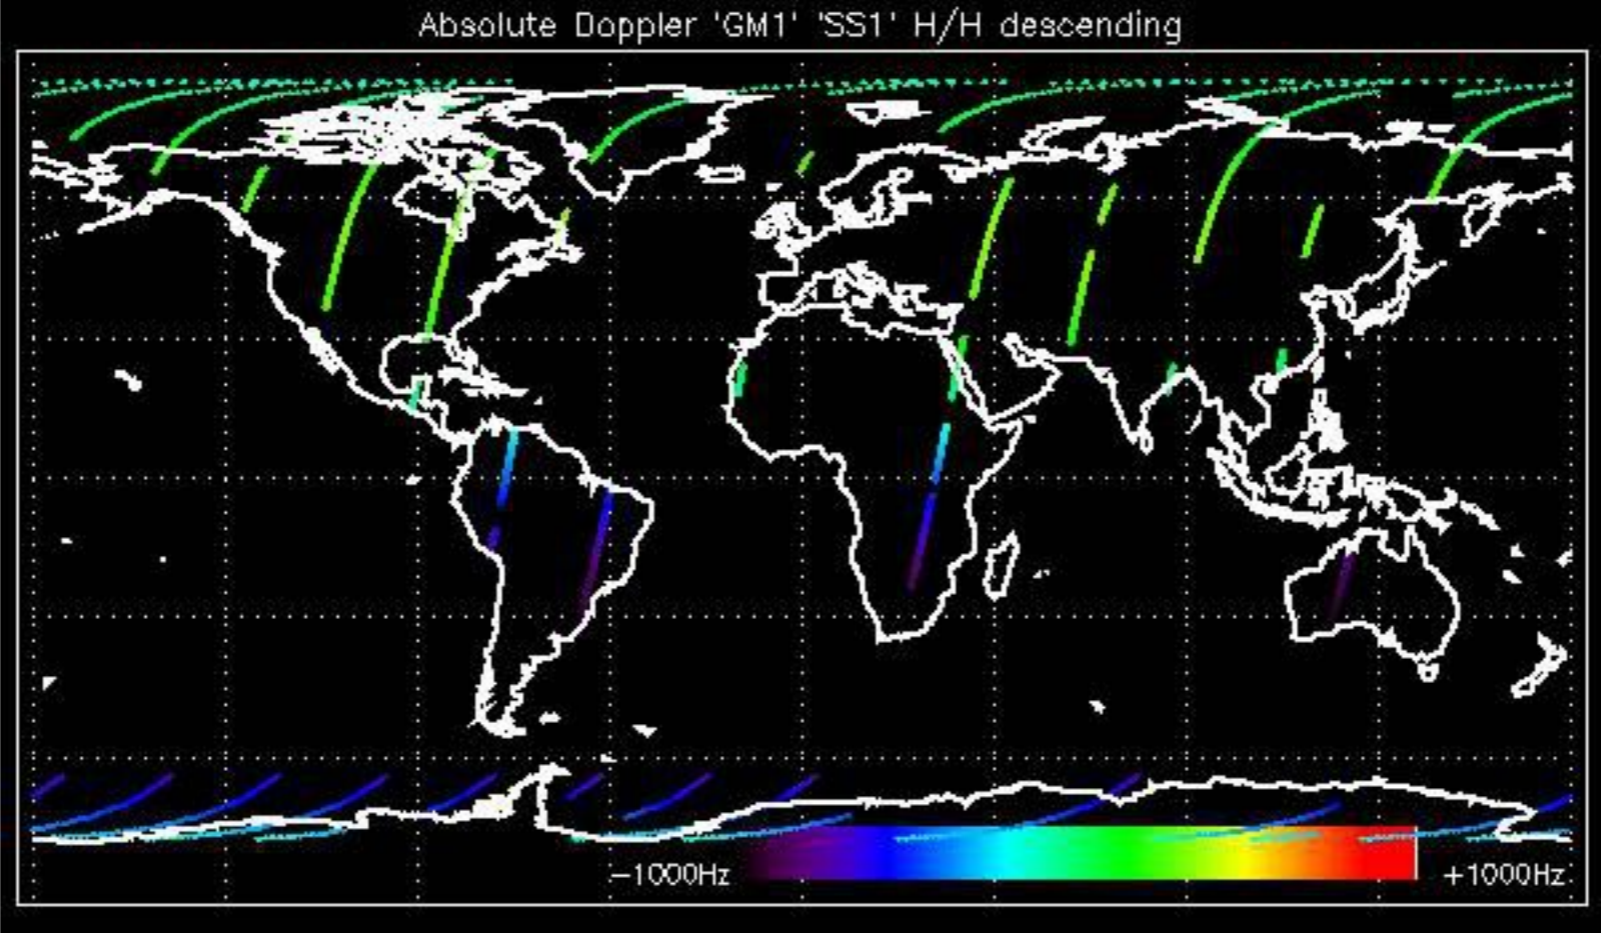 Absolute Doppler 'GM1' 'SS1' H/H descending
−1000Hz +1000Hz